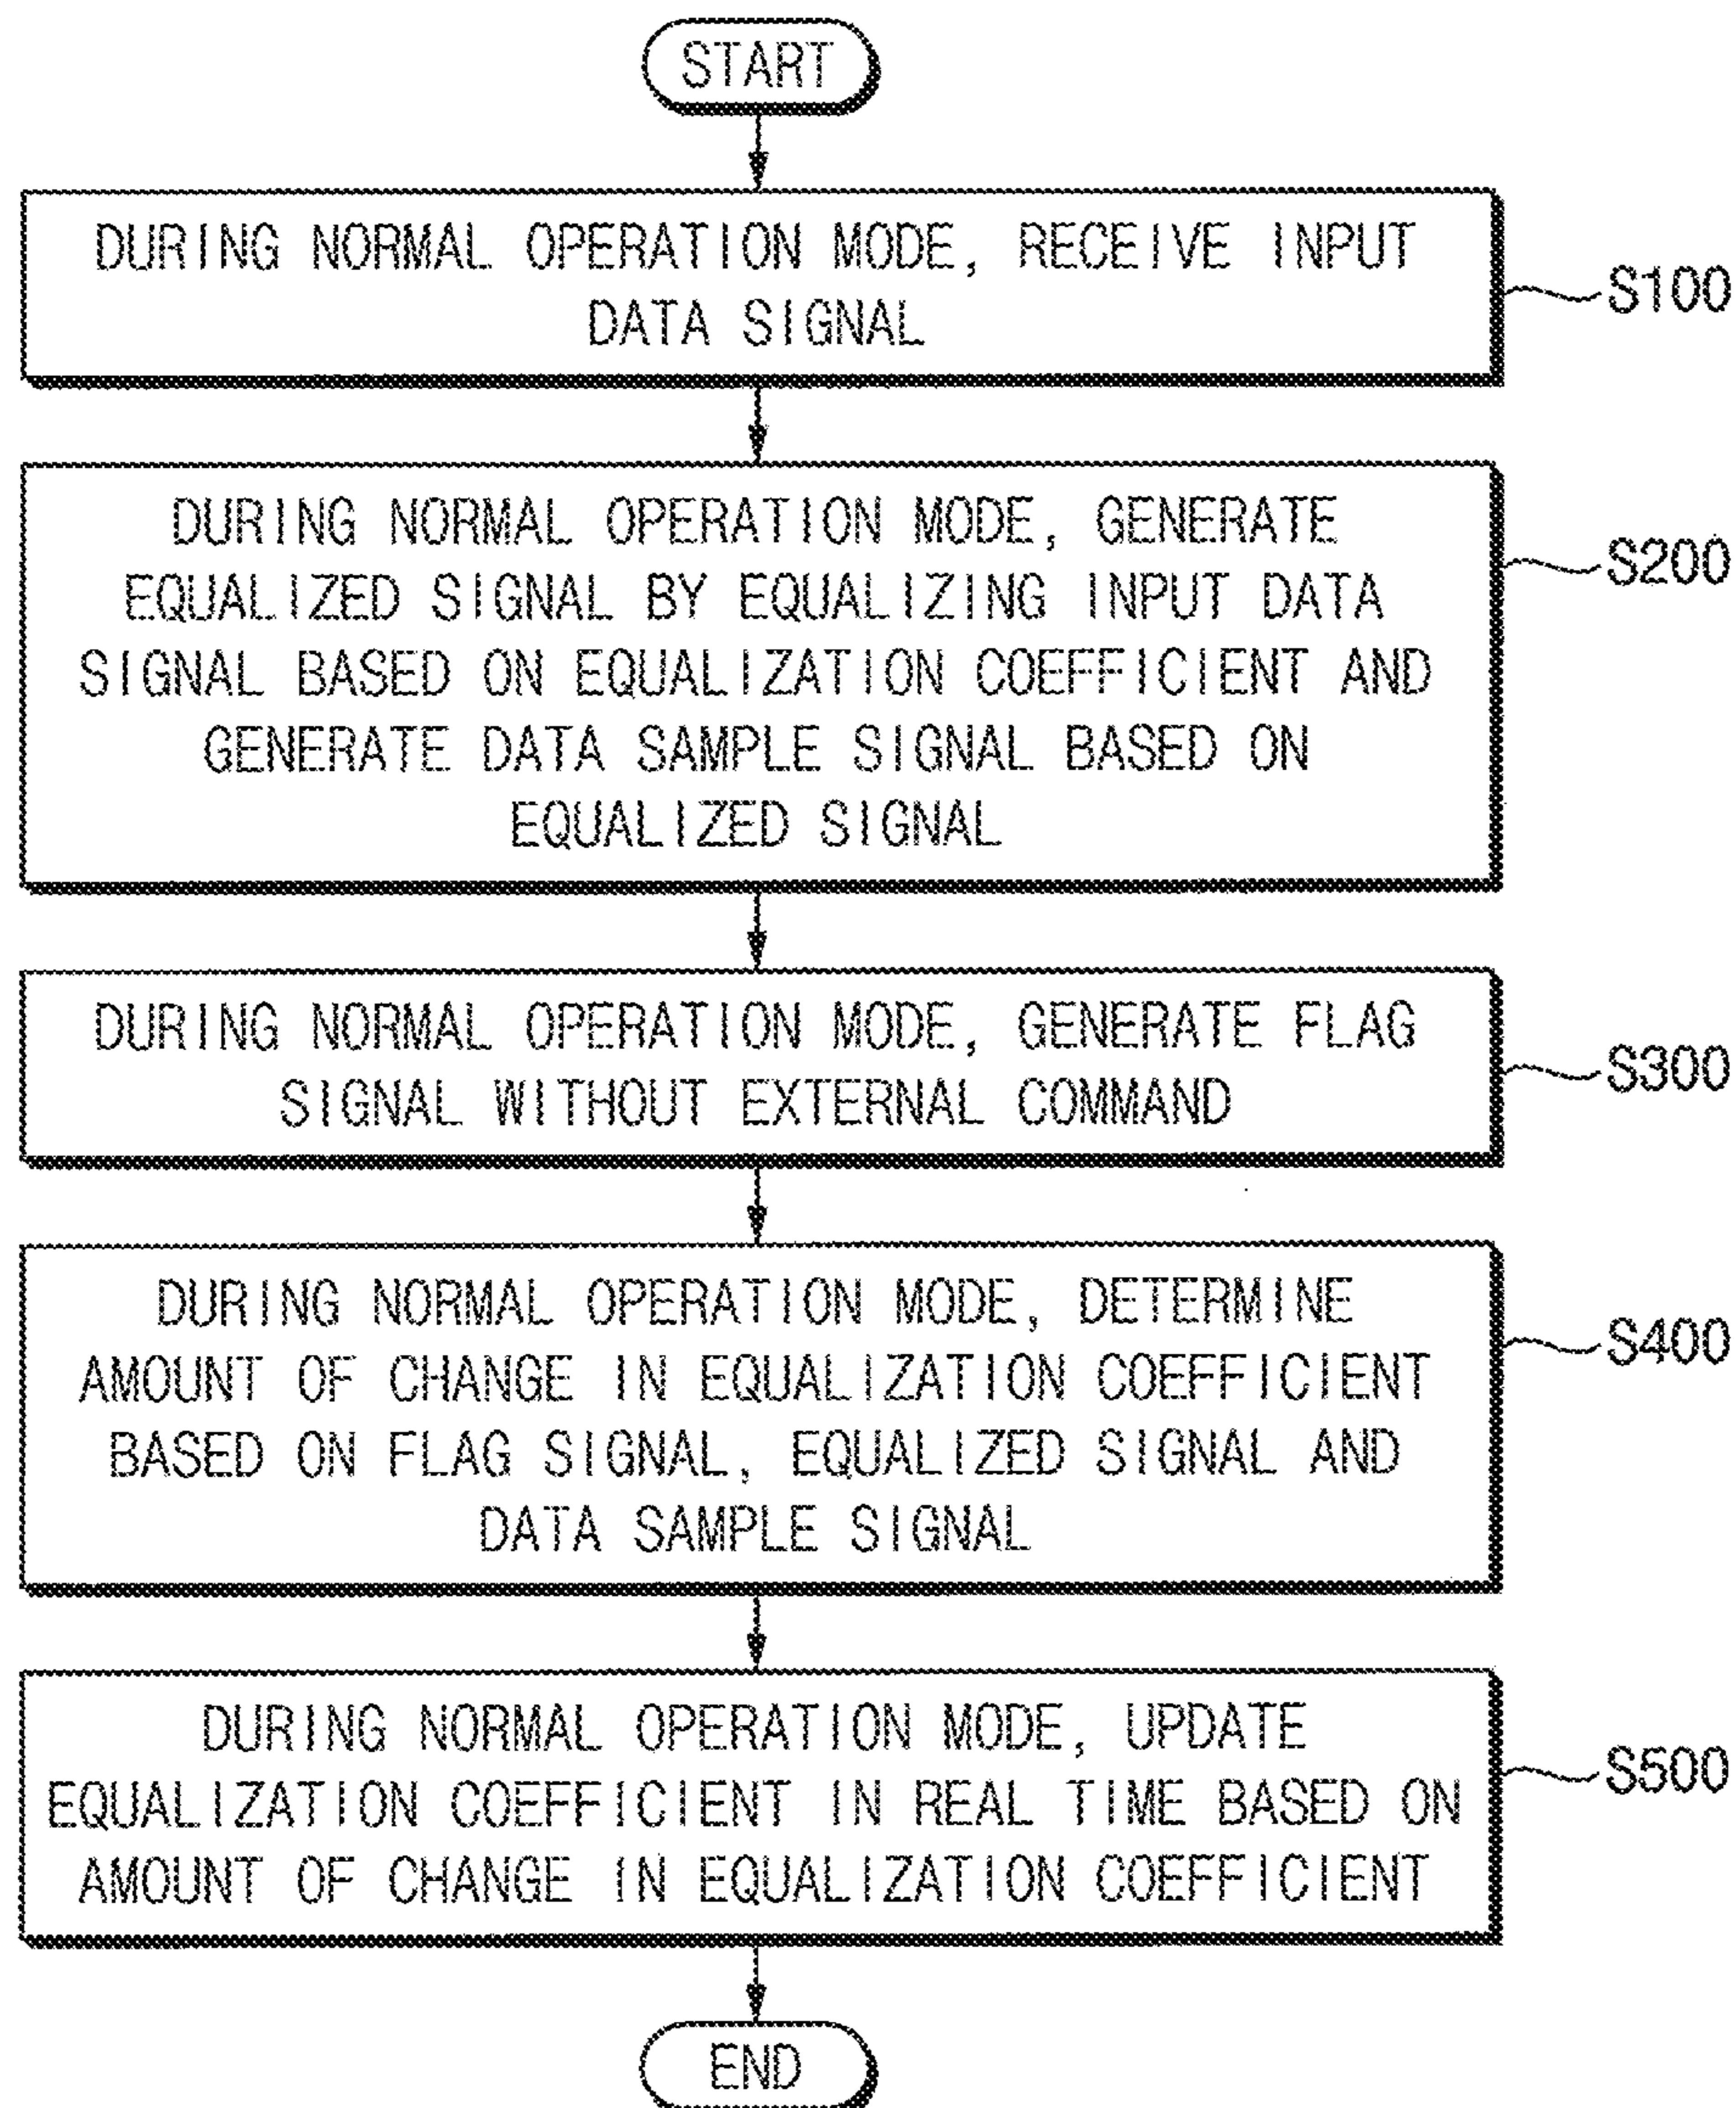 START
DURING NORMAL OPERATION MODE, RECEIVE INPUT
DATA SIGNAL
S100
DURING NORMAL OPERATION MODE, GENERATE
EQUALIZED SIGNAL BY EQUALIZING INPUT DATA
SIGNAL BASED ON EQUALIZATION COEFFICIENT AND
GENERATE DATA SAMPLE SIGNAL BASED ON
EQUALIZED SIGNAL
S200
DURING NORMAL OPERATION MODE, GENERATE FLAG
SIGNAL WITHOUT EXTERNAL COMMAND
S300
DURING NORMAL OPERATION MODE, DETERMINE
AMOUNT OF CHANGE IN EQUALIZATION COEFFICIENT
BASED ON FLAG SIGNAL, EQUALIZED SIGNAL AND
DATA SAMPLE SIGNAL
S400
DURING NORMAL OPERATION MODE, UPDATE
EQUALIZATION COEFFICIENT IN REAL TIME BASED ON
AMOUNT OF CHANGE IN EQUALIZATION COEFFICIENT
S500
END